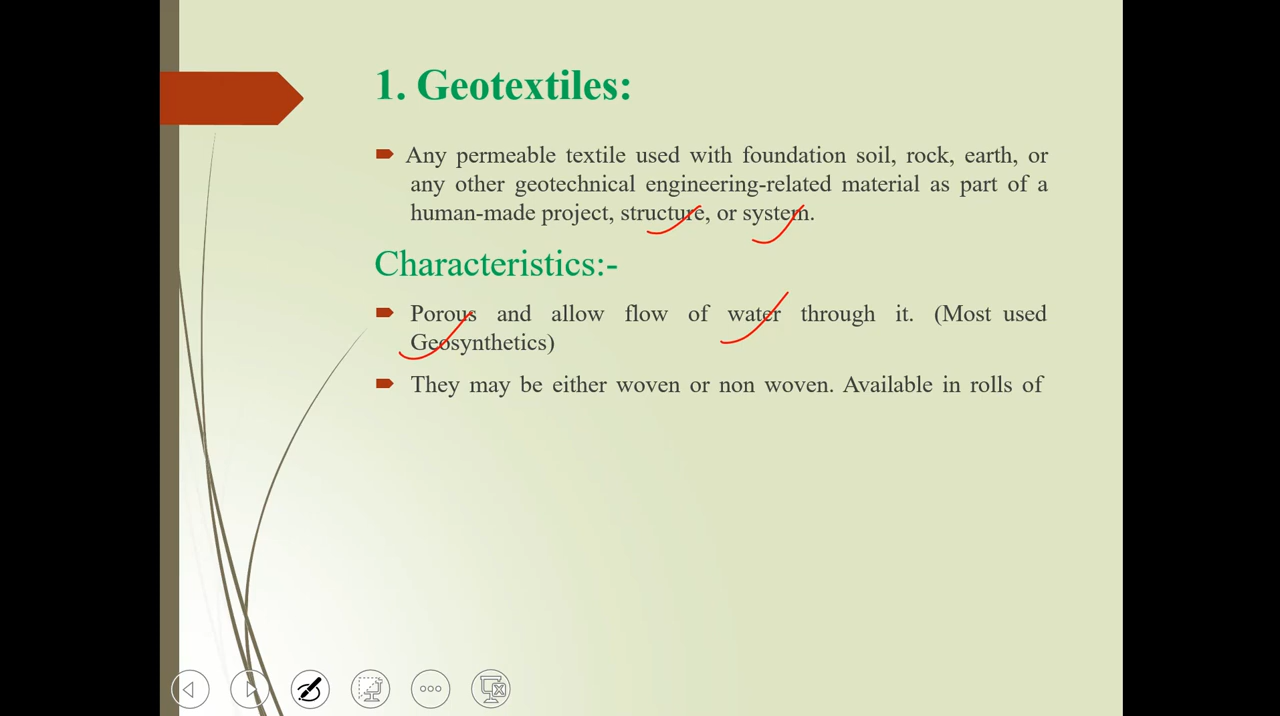 1. Geotextiles:
Any permeable textile used with foundation soil, rock, earth, or
any other geotechnical engineering-related material as part of a
human-made project, structure, or system.
Characteristics:-
Porous and allow flow of water through it. (Most used
Geosynthetics)
They may be either woven or non woven. Available in rolls of